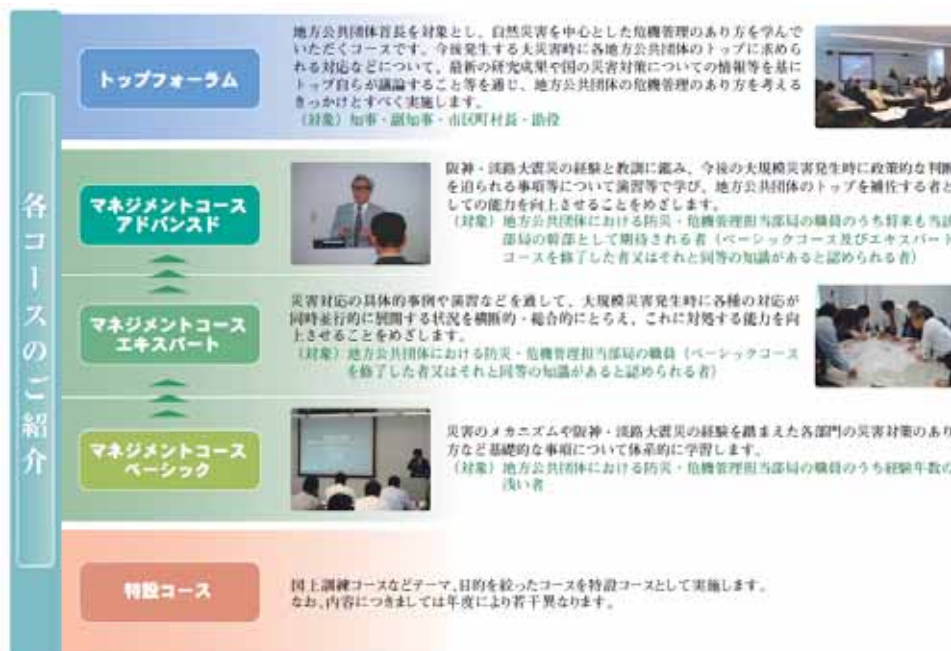 各コースのご紹介
トップフォーラム
地方公共団体首長を対象とし、自然災害を中心とした危機管理のあり方を学んで
いただくコースです。今後発生する大災害時に各地方公共団体のトップに求めら
れる対応などについて、最新の研究成果や国の災害対策についての情報等を基に
トップ自らが議論すること等を通じ、地方公共団体の危機管理のあり方を考える
きっかけとすべく実施します。
(対象) 知事・副知事・市区町村長・助役
マネジメントコース
アドバンスド
阪神・淡路大震災の経験と教訓に鑑み、今後の大規模災害発生時に政策的な判断
を迫られる事項等について演習等で学び、地方公共団体のトップを補佐する者と
しての能力を向上させることをめざします。
(対象) 地方公共団体における防災・危機管理担当部局の職員のうち将来も当該
部局の幹部として期待される者 (ベーシックコース及びエキスパート
コースを修了した者又はそれと同等の知識があると認められる者)
マネジメントコース
エキスパート
災害対応の具体的事例や演習などを通して、大規模災害発生時に各種の対応が
同時並行的に展開する状況を横断的・総合的にとらえ、これに対処する能力を向
上させることをめざします。
(対象) 地方公共団体における防災・危機管理担当部局の職員 (ベーシックコース
を修了した者又はそれと同等の知識があると認められる者)
マネジメントコース
ベーシック
災害のメカニズムや阪神・淡路大震災の経験を踏まえた各部門の災害対策のあり
方など基礎的な事項について体系的に学習します。
(対象) 地方公共団体における防災・危機管理担当部局の職員のうち経験年数の
浅い者
特設コース
図上訓練コースなどテーマ、目的を絞ったコースを特設コースとして実施します。
なお、内容につきましては年度により若干異なります。